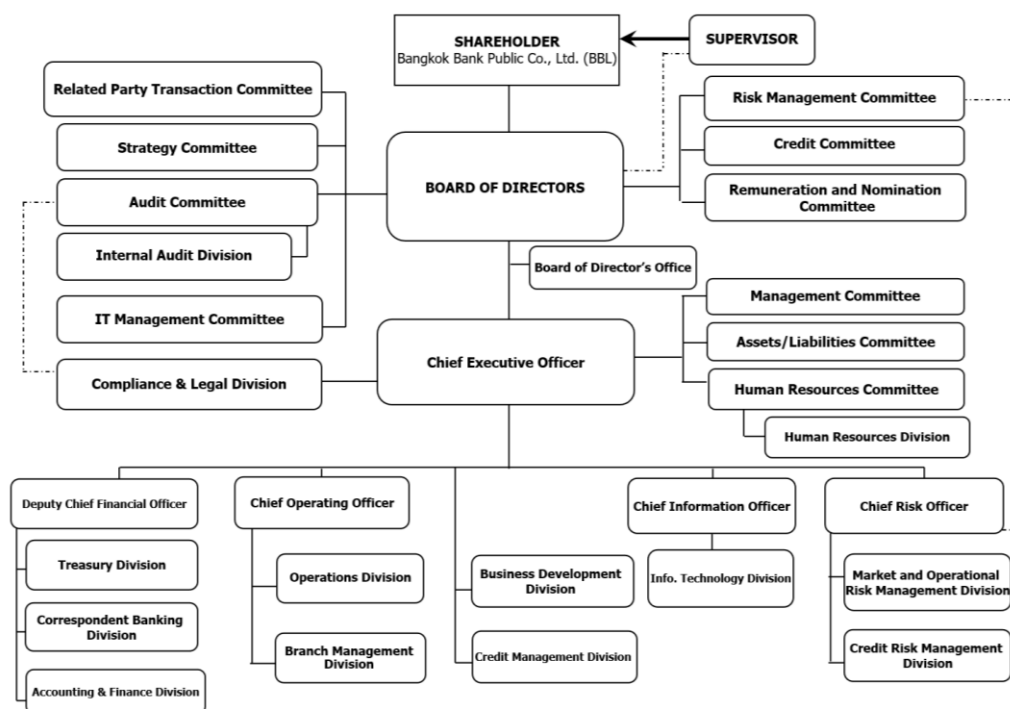 SHAREHOLDER
Bangkok Bank Public Co., Ltd. (BBL)
SUPERVISOR
Related Party Transaction Committee
Strategy Committee
Audit Committee
Internal Audit Division
IT Management Committee
Compliance & Legal Division
BOARD OF DIRECTORS
Risk Management Committee
Credit Committee
Remuneration and Nomination
Committee
Board of Director's Office
Chief Executive Officer
Management Committee
Assets/Liabilities Committee
Human Resources Committee
Human Resources Division
Deputy Chief Financial Officer
Treasury Division
Correspondent Banking
Division
Accounting & Finance Division
Chief Operating Officer
Operations Division
Branch Management
Division
Business Development
Division
Credit Management Division
Chief Information Officer
Info. Technology Division
Chief Risk Officer
Market and Operational
Risk Management Division
Credit Risk Management
Division